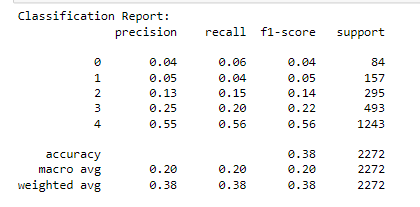 Classification Report:
precision recall f1-score support
0 0.04 0.06 0.04 84
1 0.05 0.04 0.05 157
2 0.13 0.15 0.14 295
3 0.25 0.20 0.22 493
4 0.55 0.56 0.56 1243
accuracy 0.38 2272
macro avg 0.20 0.20 0.20 2272
weighted avg 0.38 0.38 0.38 2272